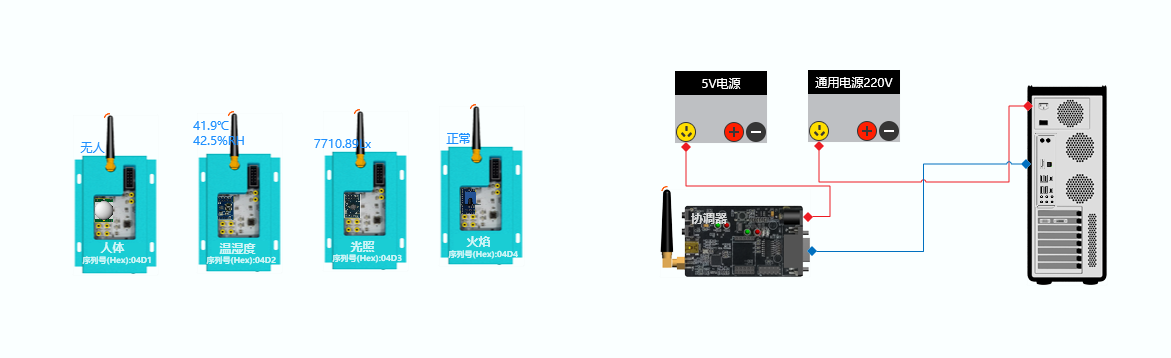 无人
人体
序列号(Hex):04D1
41.9℃
42.5%RH
温湿度
序列号(Hex):04D2
7710.89Lx
光照
序列号(Hex):04D3
正常
火焰
序列号(Hex):04D4
5V电源
通用电源220V
协调器